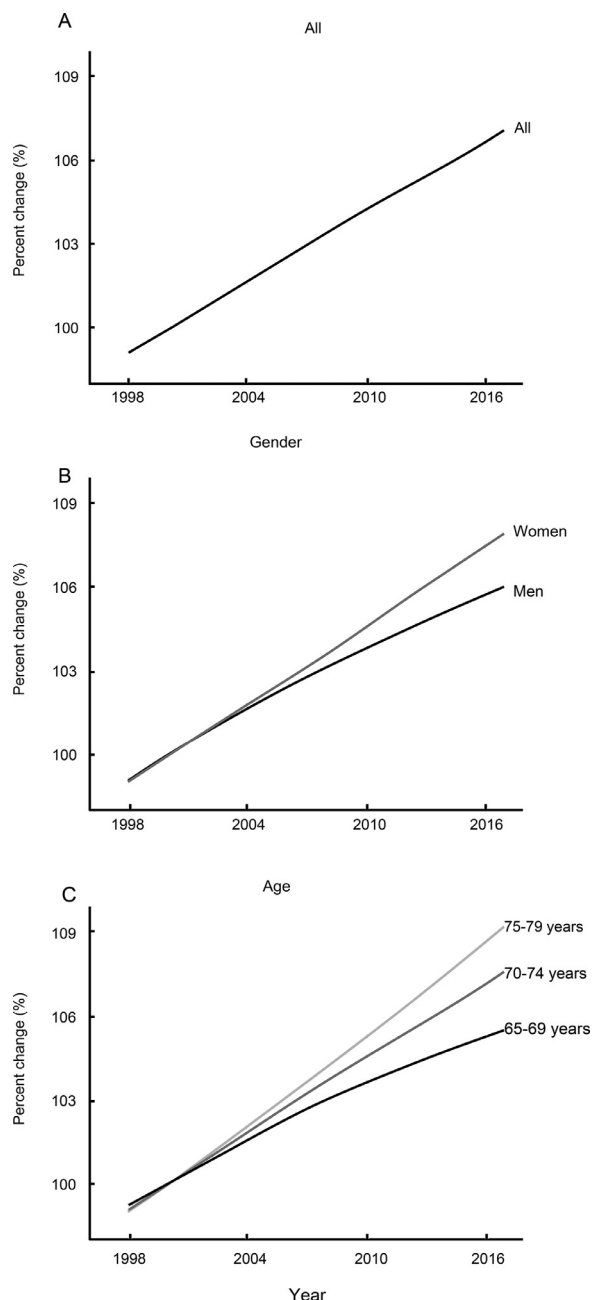 A
All
109
106
103
100
Percent change (%)
All
1998 2004 2010 2016
Gender
B
109
106
103
100
Percent change (%)
Women
Men
1998 2004 2010 2016
C
Age
109
106
103
100
Percent change (%)
75-79 years
70-74 years
65-69 years
1998 2004 2010 2016
Year